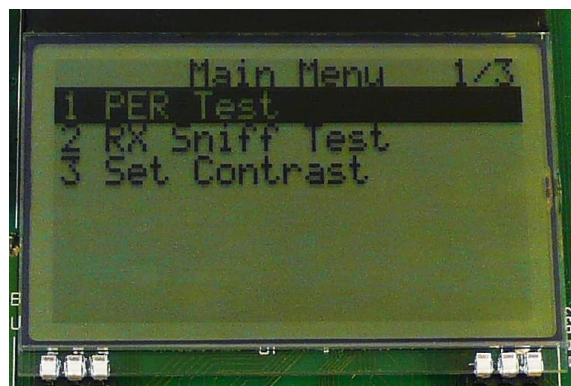 Main Menu 1/3
1 PER Test
2 RX Sniff Test
3 Set Contrast